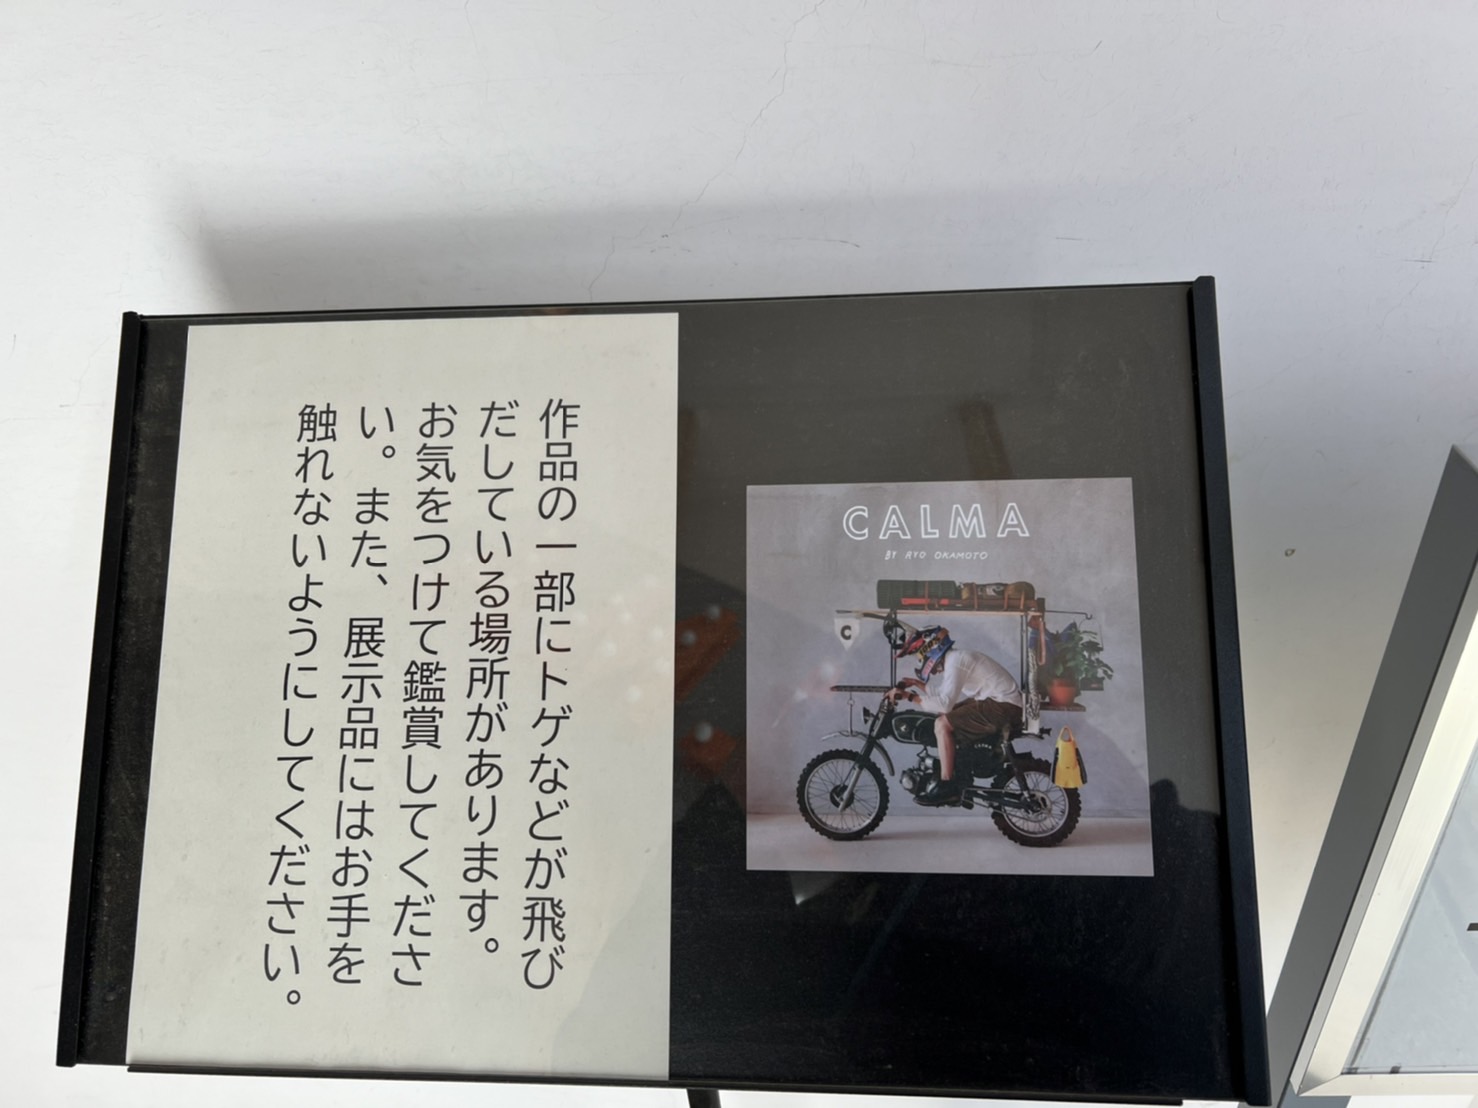 作品の一部にトゲなどが飛び
だしている場所があります。
お気をつけて鑑賞してくださ
い。また、展示品にはお手を
触れないようにしてください。
CALMA
BY RYO OKAMOTO
C
CALMA